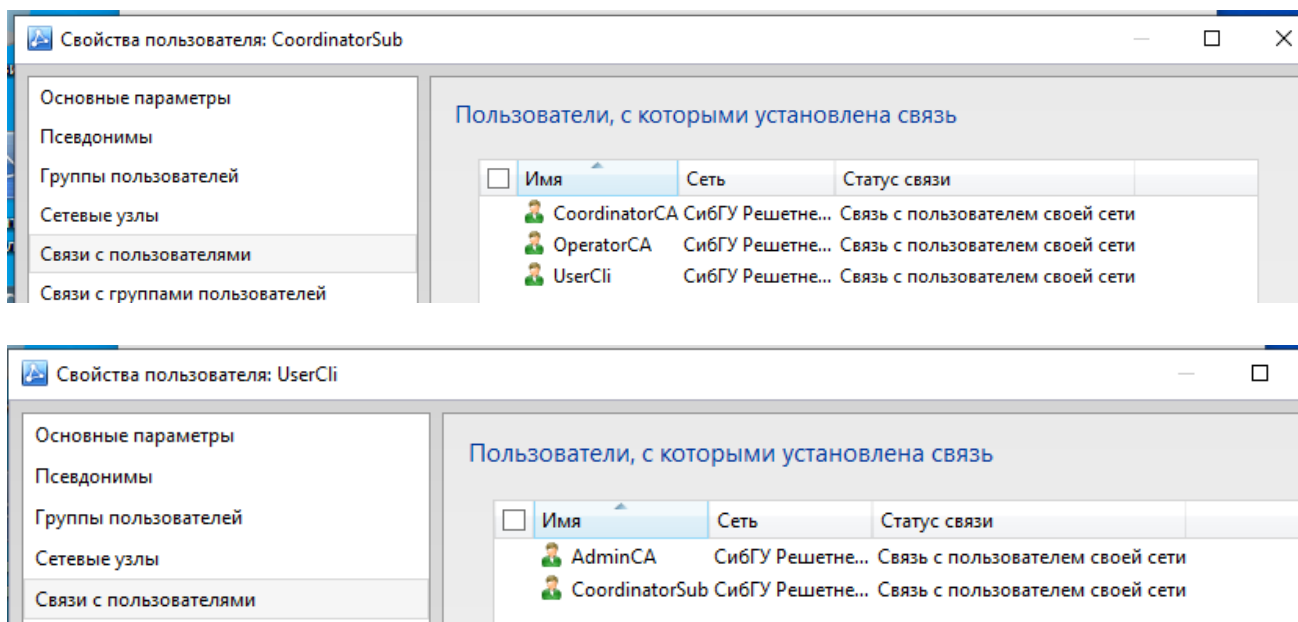 Свойства пользователя: CoordinatorSub
Основные параметры
Псевдонимы
Группы пользователей
Сетевые узлы
Связи с пользователями
Связи с группами пользователей
Пользователи, с которыми установлена связь
Имя Сеть Статус связи
CoordinatorCA СибГУ Решетне... Связь с пользователем своей сети
OperatorCA СибГУ Решетне... Связь с пользователем своей сети
UserCli СибГУ Решетне... Связь с пользователем своей сети
Свойства пользователя: UserCli
Основные параметры
Псевдонимы
Группы пользователей
Сетевые узлы
Связи с пользователями
Пользователи, с которыми установлена связь
Имя Сеть Статус связи
AdminCA СибГУ Решетне... Связь с пользователем своей сети
CoordinatorSub СибГУ Решетне... Связь с пользователем своей сети